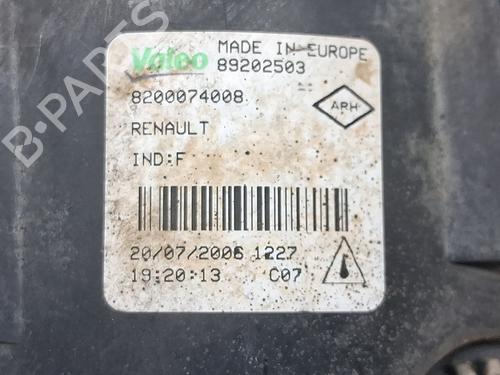 B-PARTS
Valeo MADE IN EUROPE
89202503
8200074008
ARH
RENAULT
IND:F
20/07/2006 1227
19:20:13 C07